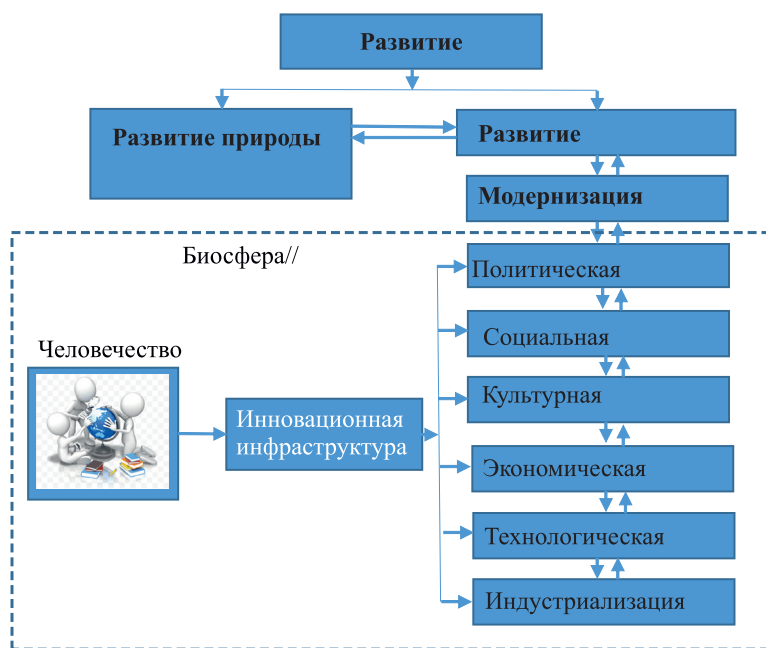 Развитие
Развитие природы
Развитие
Модернизация
Биосфера//
Политическая
Социальная
Человечество
Культурная
Инновационная
инфраструктура
Экономическая
Технологическая
Индустриализация